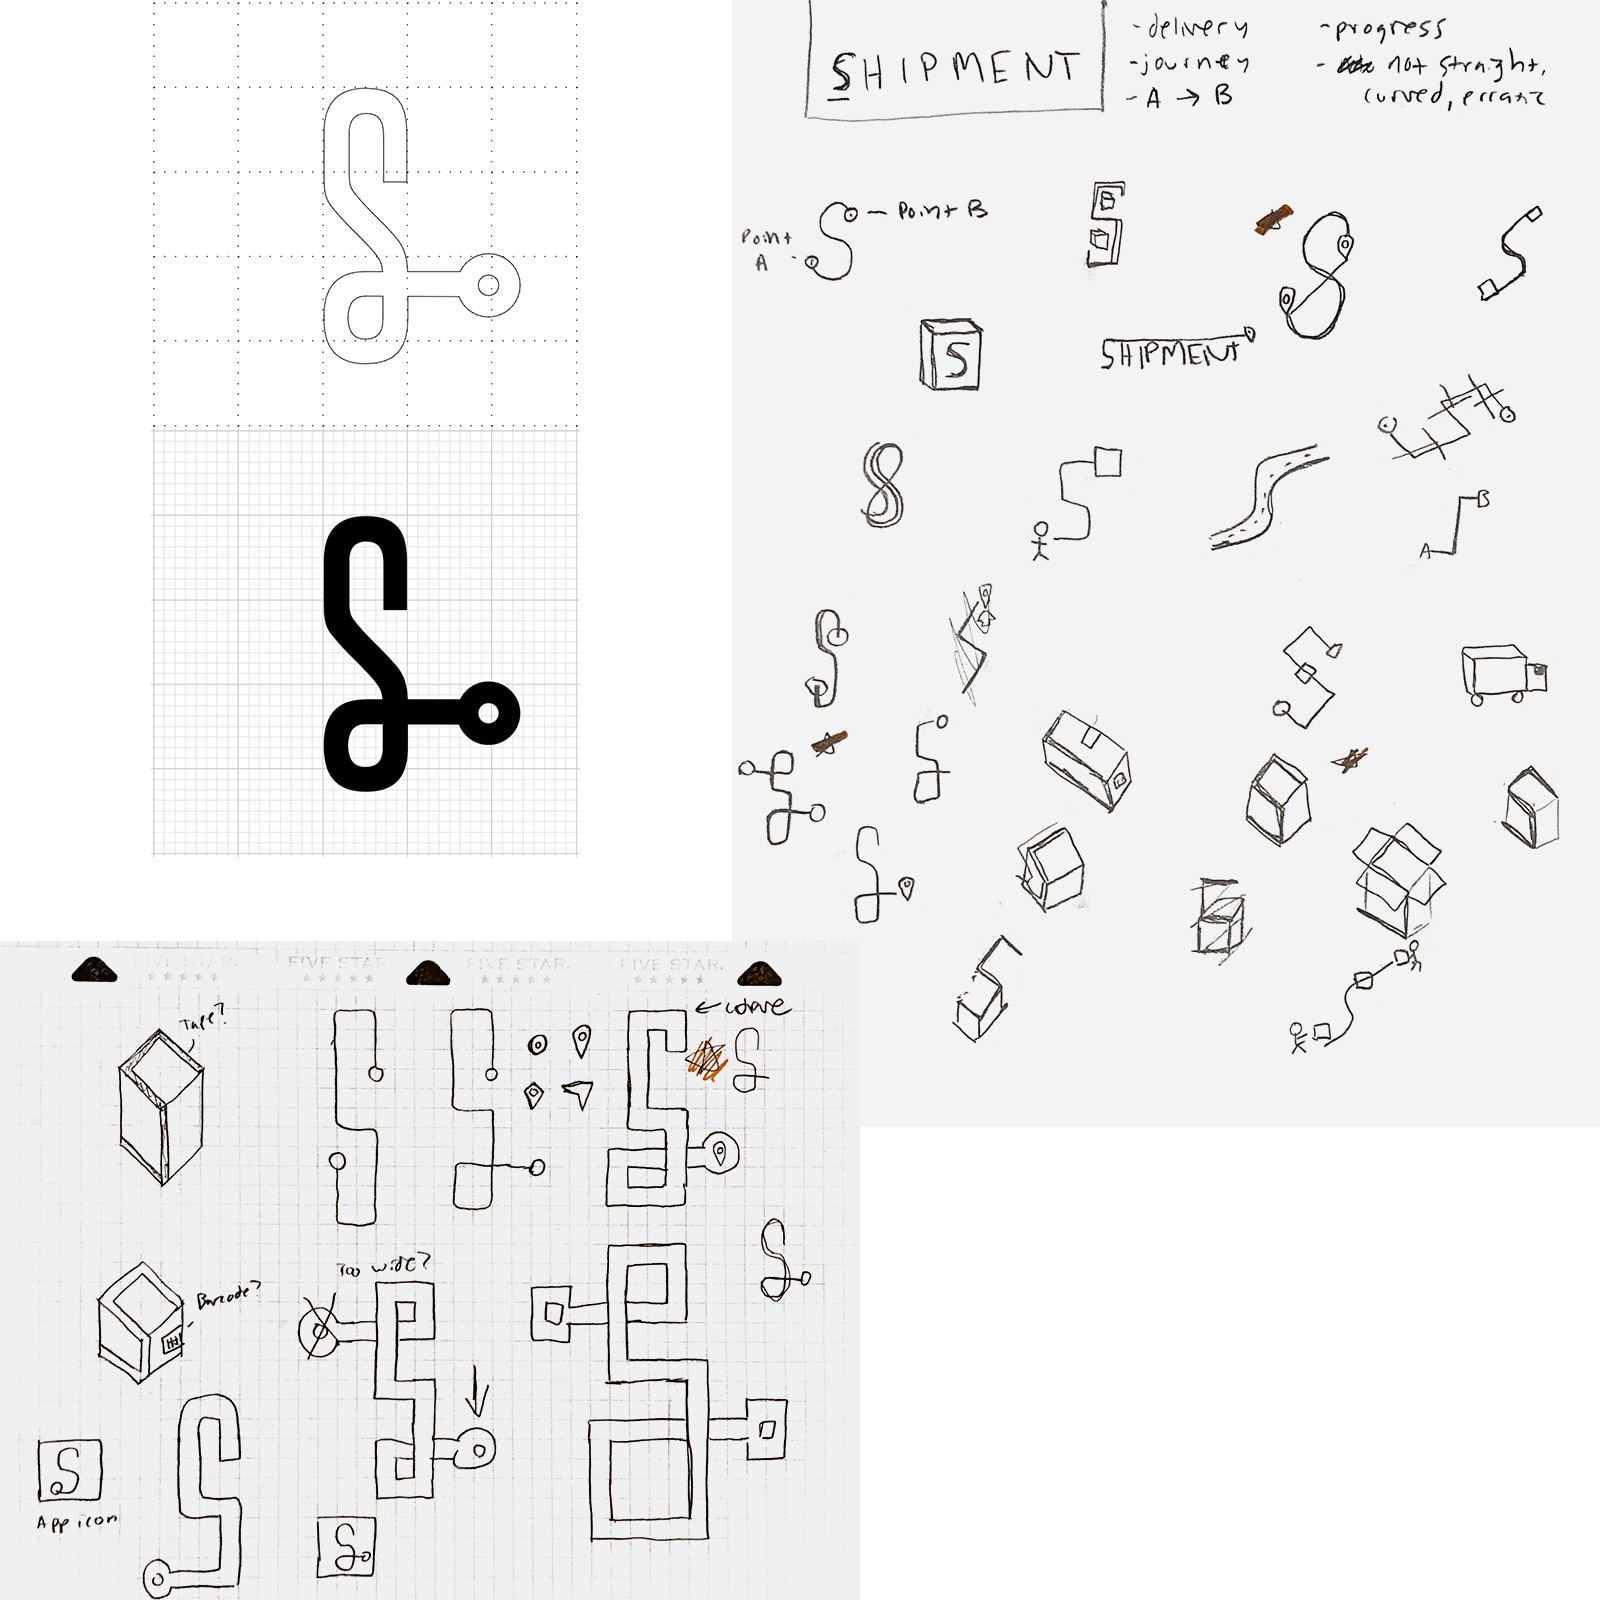 SHIPMENT
-delivery
-journey
-A → B
-progress
- not straight,
curved, erratic
Point B
Point
A
B
S
SHIPMENT
B
A
FIVE STAR.
FIVE STAR.
FIVE STAR.
FIVE STAR.
Tape?
← curve
Too wide?
Barcode?
S
App icon